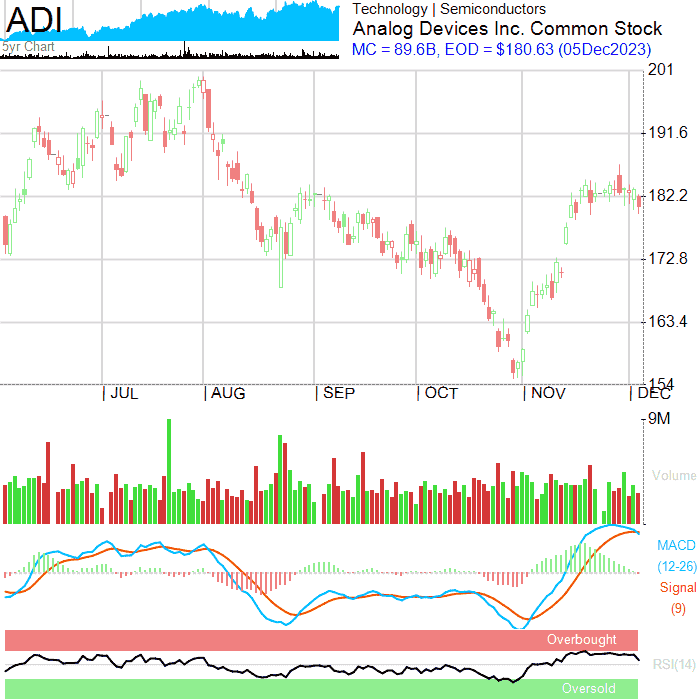 ADI
5yr Chart
Technology | Semiconductors
Analog Devices Inc. Common Stock
MC = 89.6B, EOD = $180.63 (05Dec2023)
201
191.6
182.2
172.8
163.4
154
| JUL
| AUG
| SEP
| OCT
| NOV
| DEC
9M
Volume
MACD
(12-26)
Signal
(9)
Overbought
RSI(14)
Oversold